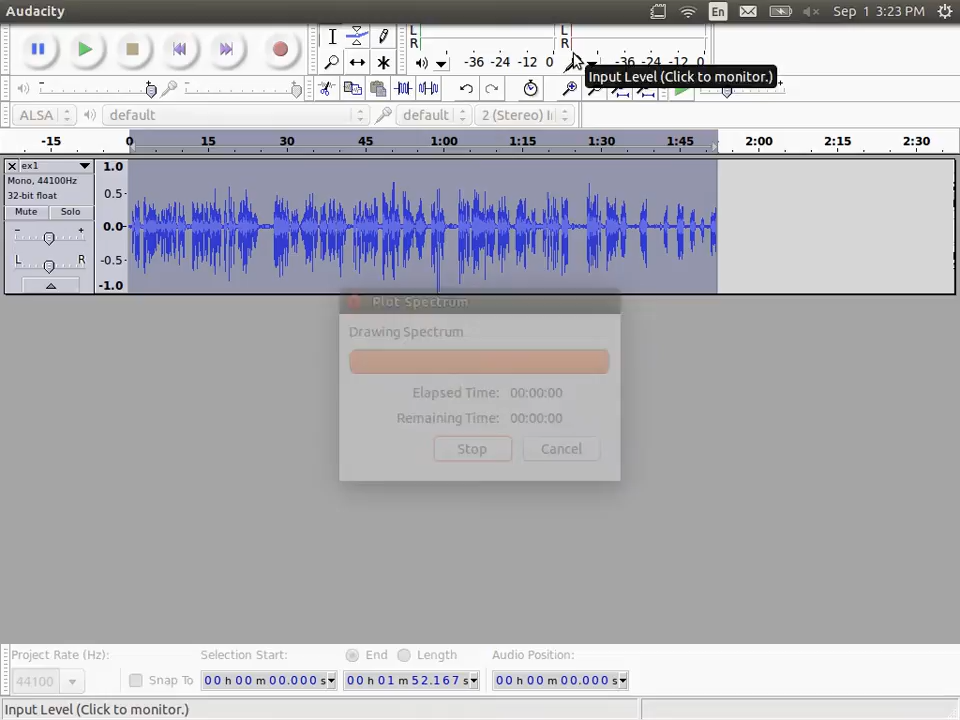 Audacity
En
Sep 1 3:23 PM
L
R
-36 -24 -12 0
L
R
-36 -24 -12 0
Input Level (Click to monitor.)
ALSA
default
default
2 (Stereo) I
-15 0 15 30 45 1:00 1:15 1:30 1:45 2:00 2:15 2:30
ex1
Mono, 44100Hz
32-bit float
Mute Solo
- +
L R
1.0
0.5-
0.0-
-0.5-
-1.0
Plot Spectrum
Drawing Spectrum
Elapsed Time: 00:00:00
Remaining Time: 00:00:00
Stop Cancel
Project Rate (Hz): Selection Start: End Length Audio Position:
44100 Snap To 00 h 00 m 00.000 s 00 h 01 m 52.167 s 00 h 00 m 00.000 s
Input Level (Click to monitor.)